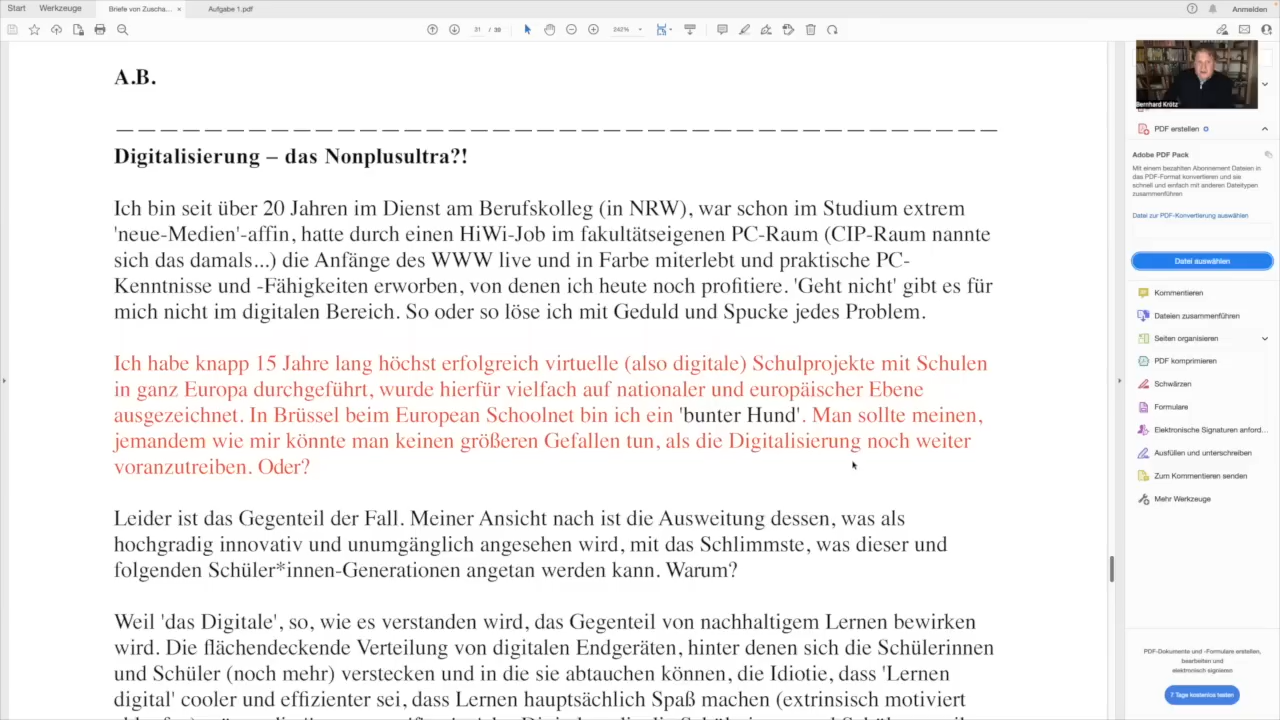 Start Werkzeuge Briefe von Zuscha... × Aufgabe 1.pdf Anmelden
31 / 39 242%
A.B.
Digitalisierung – das Nonplusultra?!
Ich bin seit über 20 Jahren im Dienst am Berufskolleg (in NRW), war schon im Studium extrem
'neue-Medien'-affin, hatte durch einen HiWi-Job im fakultätseigenen PC-Raum (CIP-Raum nannte
sich das damals...) die Anfänge des WWW live und in Farbe miterlebt und praktische PC-
Kenntnisse und -Fähigkeiten erworben, von denen ich heute noch profitiere. 'Geht nicht' gibt es für
mich nicht im digitalen Bereich. So oder so löse ich mit Geduld und Spucke jedes Problem.
Ich habe knapp 15 Jahre lang höchst erfolgreich virtuelle (also digitale) Schulprojekte mit Schulen
in ganz Europa durchgeführt, wurde hierfür vielfach auf nationaler und europäischer Ebene
ausgezeichnet. In Brüssel beim European Schoolnet bin ich ein 'bunter Hund'. Man sollte meinen,
jemandem wie mir könnte man keinen größeren Gefallen tun, als die Digitalisierung noch weiter
voranzutreiben. Oder?
Leider ist das Gegenteil der Fall. Meiner Ansicht nach ist die Ausweitung dessen, was als
hochgradig innovativ und unumgänglich angesehen wird, mit das Schlimmste, was dieser und
folgenden Schüler*innen-Generationen angetan werden kann. Warum?
Weil 'das Digitale', so, wie es verstanden wird, das Gegenteil von nachhaltigem Lernen bewirken
wird. Die flächendeckende Verteilung von digitalen Endgeräten, hinter denen sich die Schülerinnen
und Schüler (noch mehr) verstecken und in die sie abtauchen können, die Idiotie, dass 'Lernen
digital' cooler und effizienter sei, dass Lernen hauptsächlich Spaß machen (extrinsisch motiviert
Bernhard Krötz
PDF erstellen
Adobe PDF Pack
Mit einem bezahlten Abonnement Dateien in
das PDF-Format konvertieren und sie
schnell und einfach mit anderen Dateitypen
zusammenführen
Datei zur PDF-Konvertierung auswählen
Datei auswählen
Kommentieren
Dateien zusammenführen
Seiten organisieren
PDF komprimieren
Schwärzen
Formulare
Elektronische Signaturen anford...
Ausfüllen und unterschreiben
Zum Kommentieren senden
Mehr Werkzeuge
PDF-Dokumente und -Formulare erstellen,
bearbeiten und
elektronisch signieren
7 Tage kostenlos testen